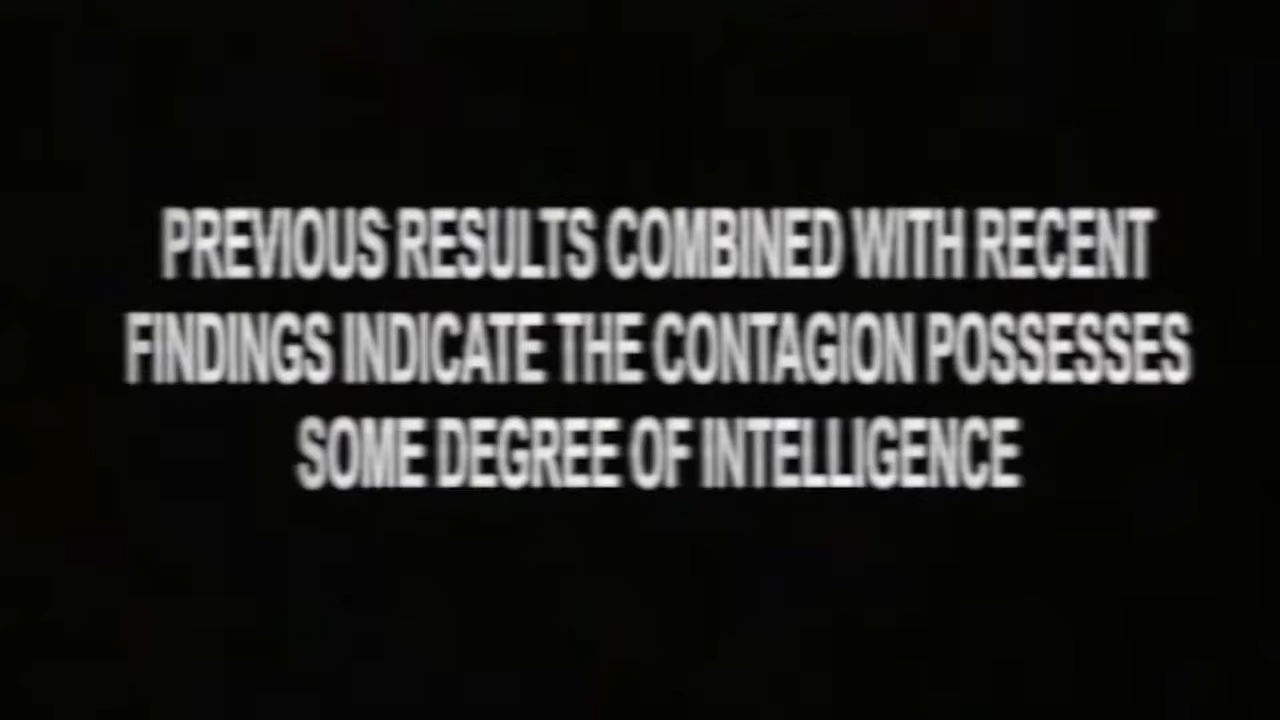 PREVIOUS RESULTS COMBINED WITH RECENT
FINDINGS INDICATE THE CONTAGION POSSESSES
SOME DEGREE OF INTELLIGENCE